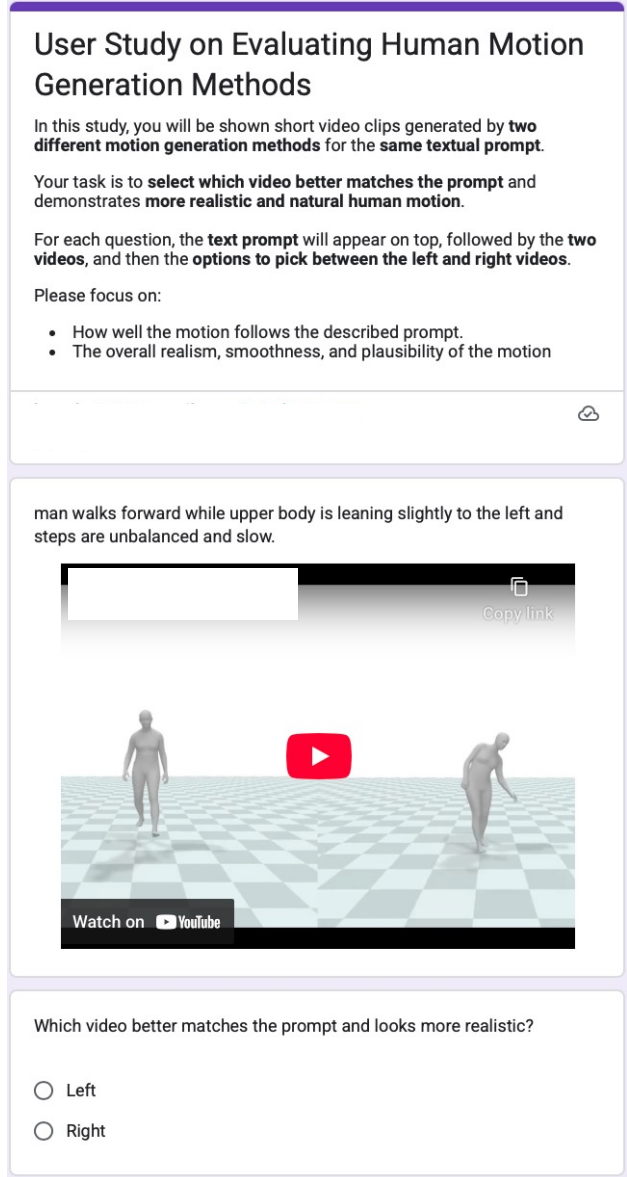 User Study on Evaluating Human Motion
Generation Methods
In this study, you will be shown short video clips generated by two
different motion generation methods for the same textual prompt.
Your task is to select which video better matches the prompt and
demonstrates more realistic and natural human motion.
For each question, the text prompt will appear on top, followed by the two
videos, and then the options to pick between the left and right videos.
Please focus on:
• How well the motion follows the described prompt.
• The overall realism, smoothness, and plausibility of the motion
man walks forward while upper body is leaning slightly to the left and
steps are unbalanced and slow.
Copy link
Watch on YouTube
Which video better matches the prompt and looks more realistic?
Left
Right